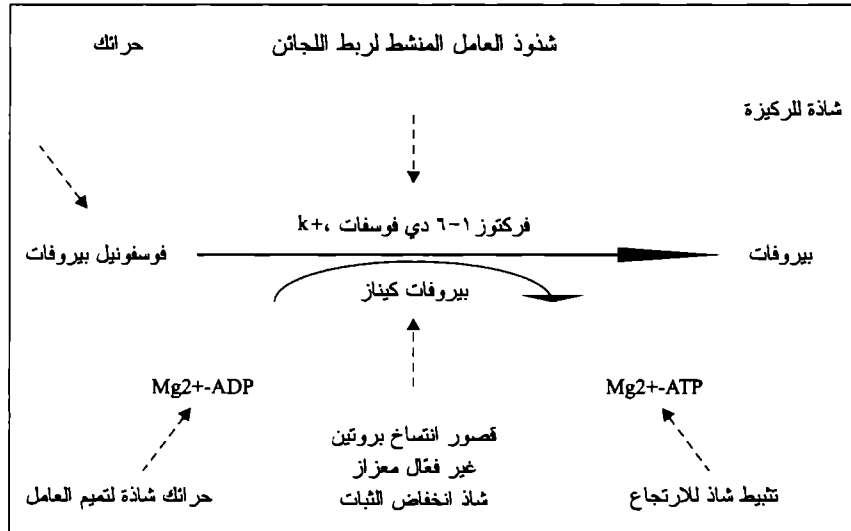 حرائك
شذوذ العامل المنشط لربط اللجائن
شاذة للركيزة
فركتوز ١-٦ دي فوسفات ،k+
فوسفونيل بيروفات
بيروفات
بيروفات كيناز
Mg2+-ADP
Mg2+-ATP
قصور انتساخ بروتين
غير فعّال معزاز
شاذ انخفاض الثبات
حرائك شاذة لتميم العامل
تثبيط شاذ للارتجاع